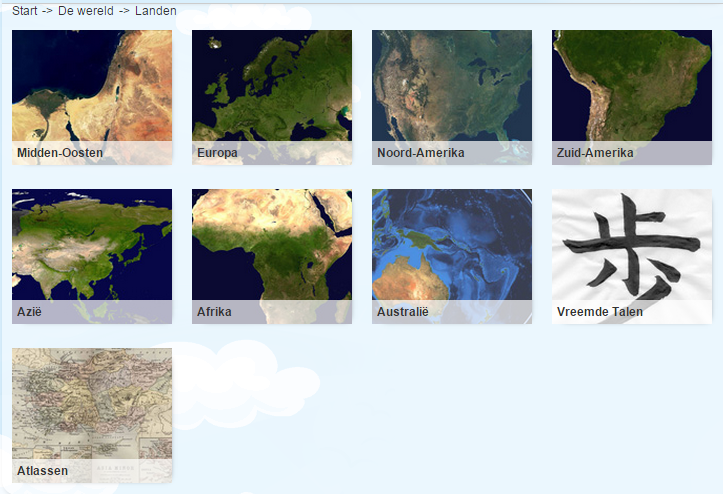 Start -> De wereld -> Landen
Midden-Oosten
Europa
Noord-Amerika
Zuid-Amerika
Azië
Afrika
Australië
歩
Vreemde Talen
Atlassen